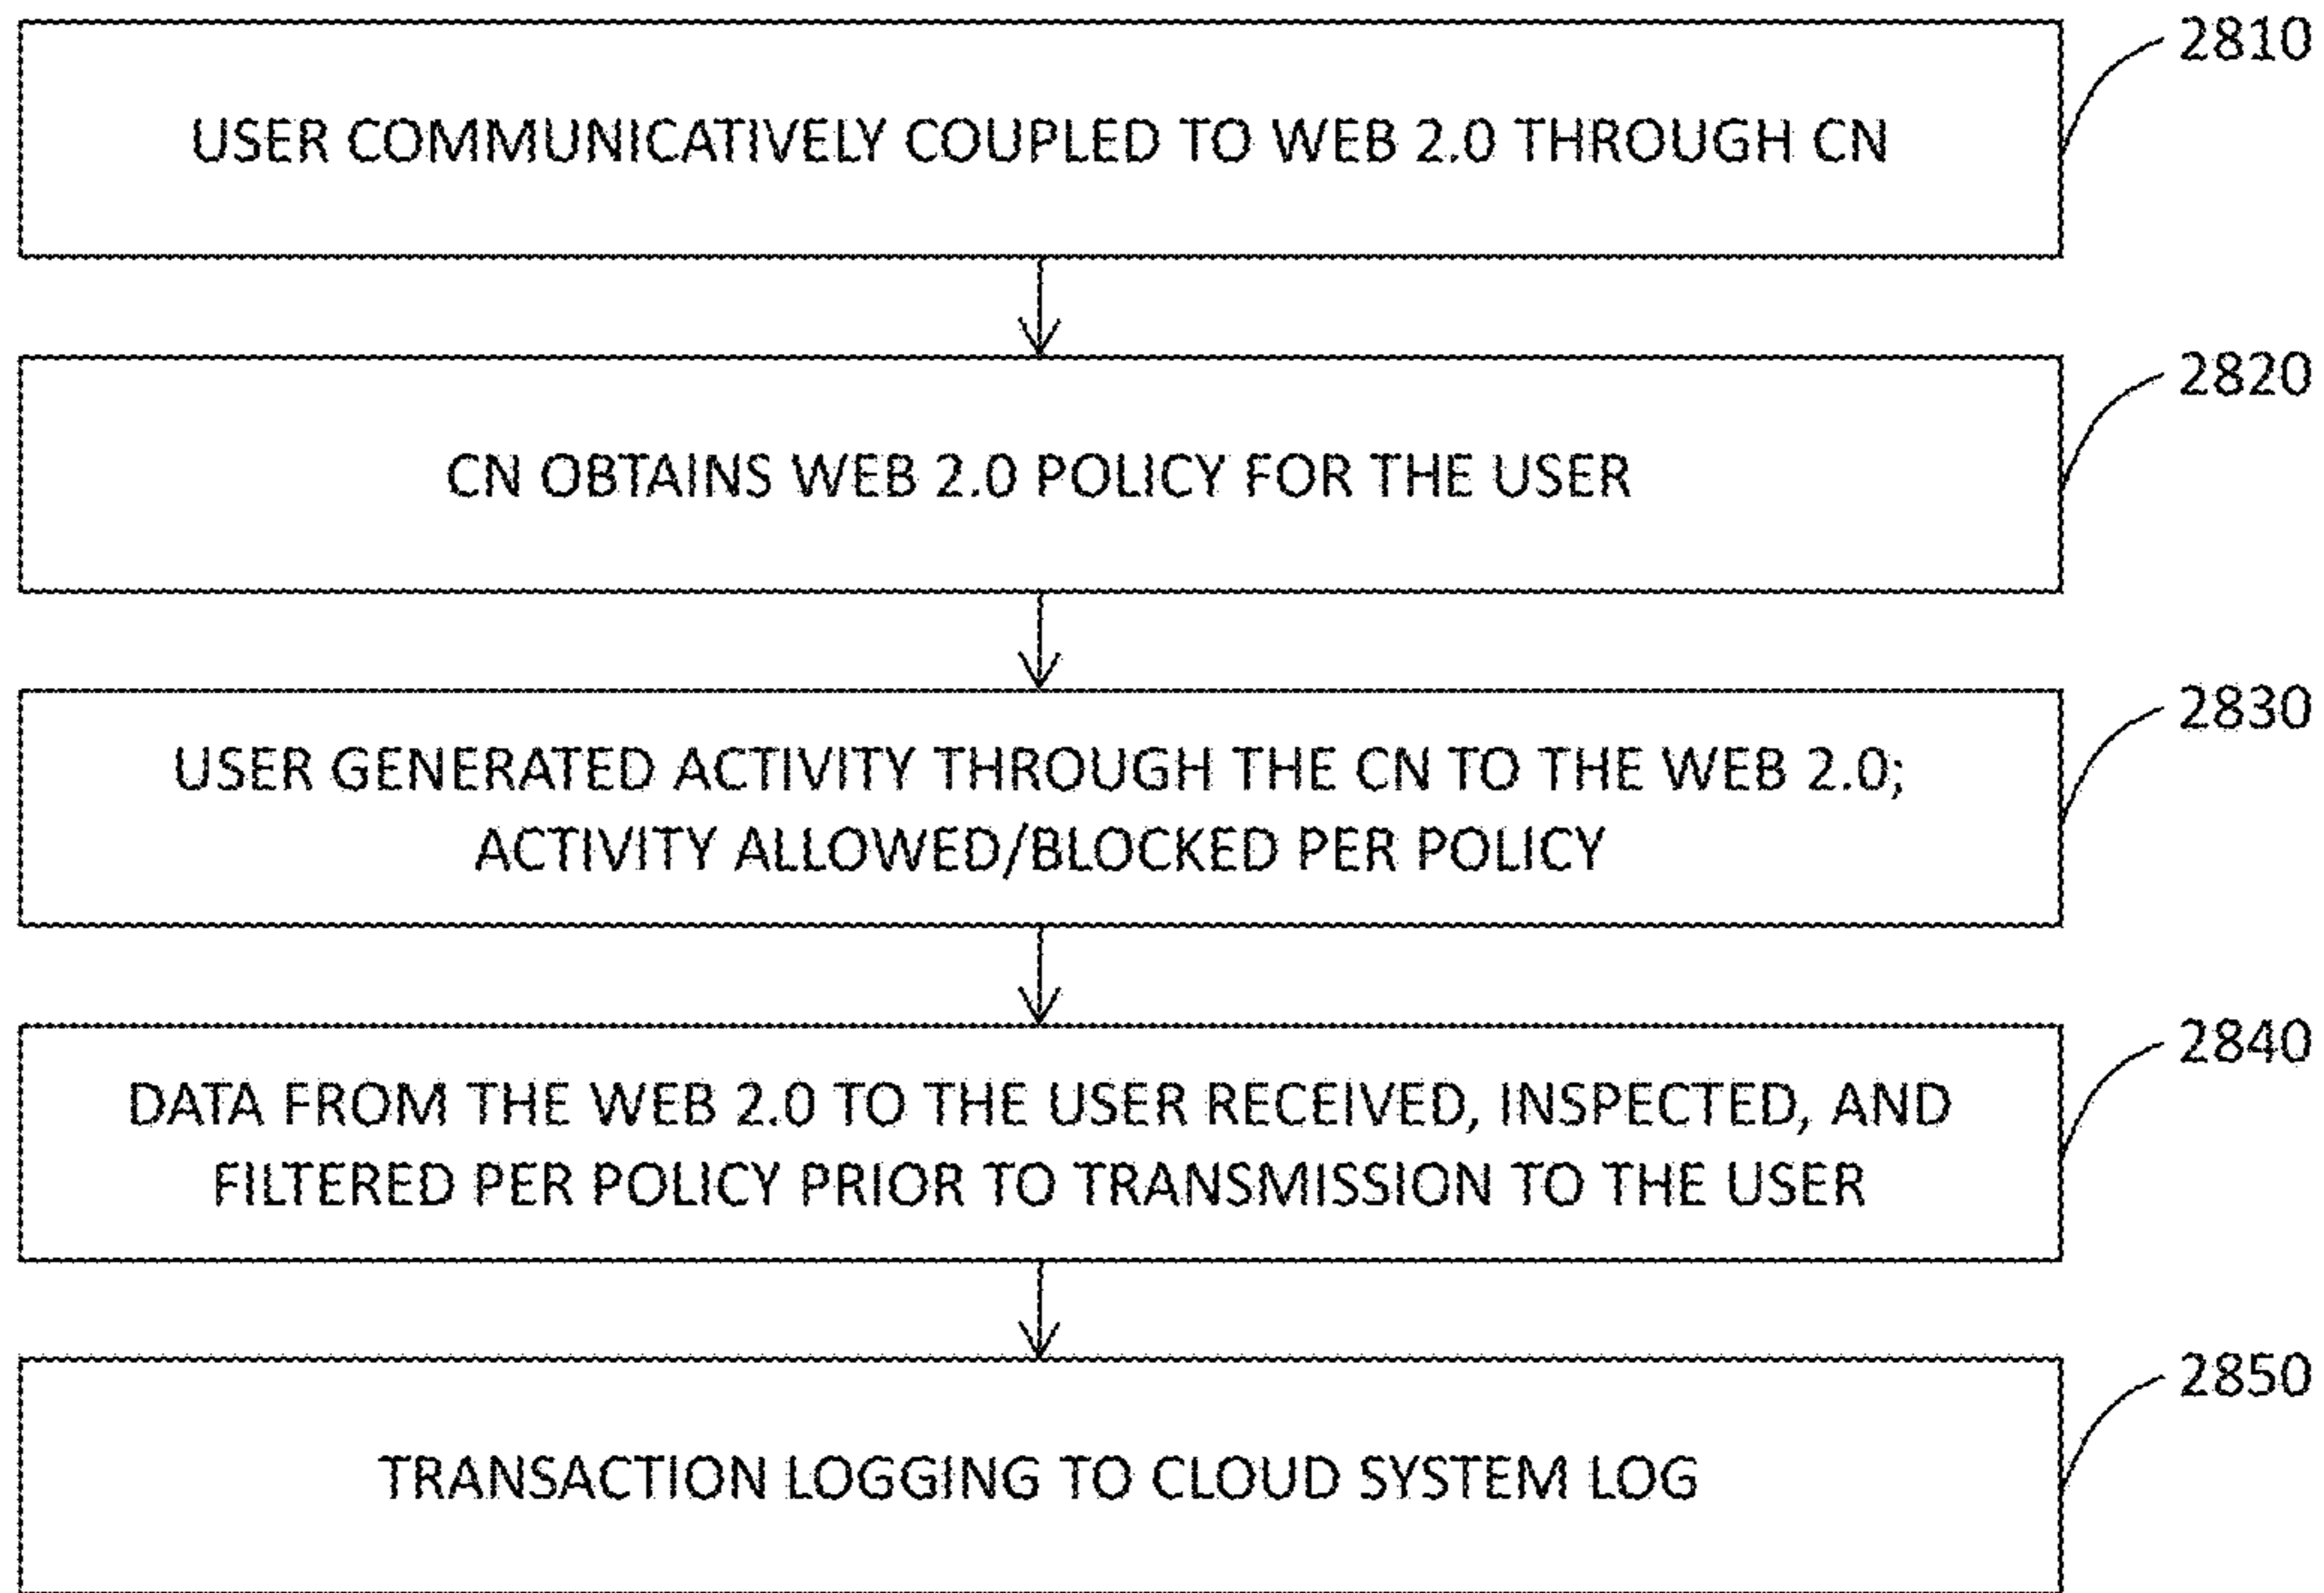 2810
USER COMMUNICATIVELY COUPLED TO WEB 2.0 THROUGH CN
2820
CN OBTAINS WEB 2.0 POLICY FOR THE USER
2830
USER GENERATED ACTIVITY THROUGH THE CN TO THE WEB 2.0;
ACTIVITY ALLOWED/BLOCKED PER POLICY
2840
DATA FROM THE WEB 2.0 TO THE USER RECEIVED, INSPECTED, AND
FILTERED PER POLICY PRIOR TO TRANSMISSION TO THE USER
2850
TRANSACTION LOGGING TO CLOUD SYSTEM LOG